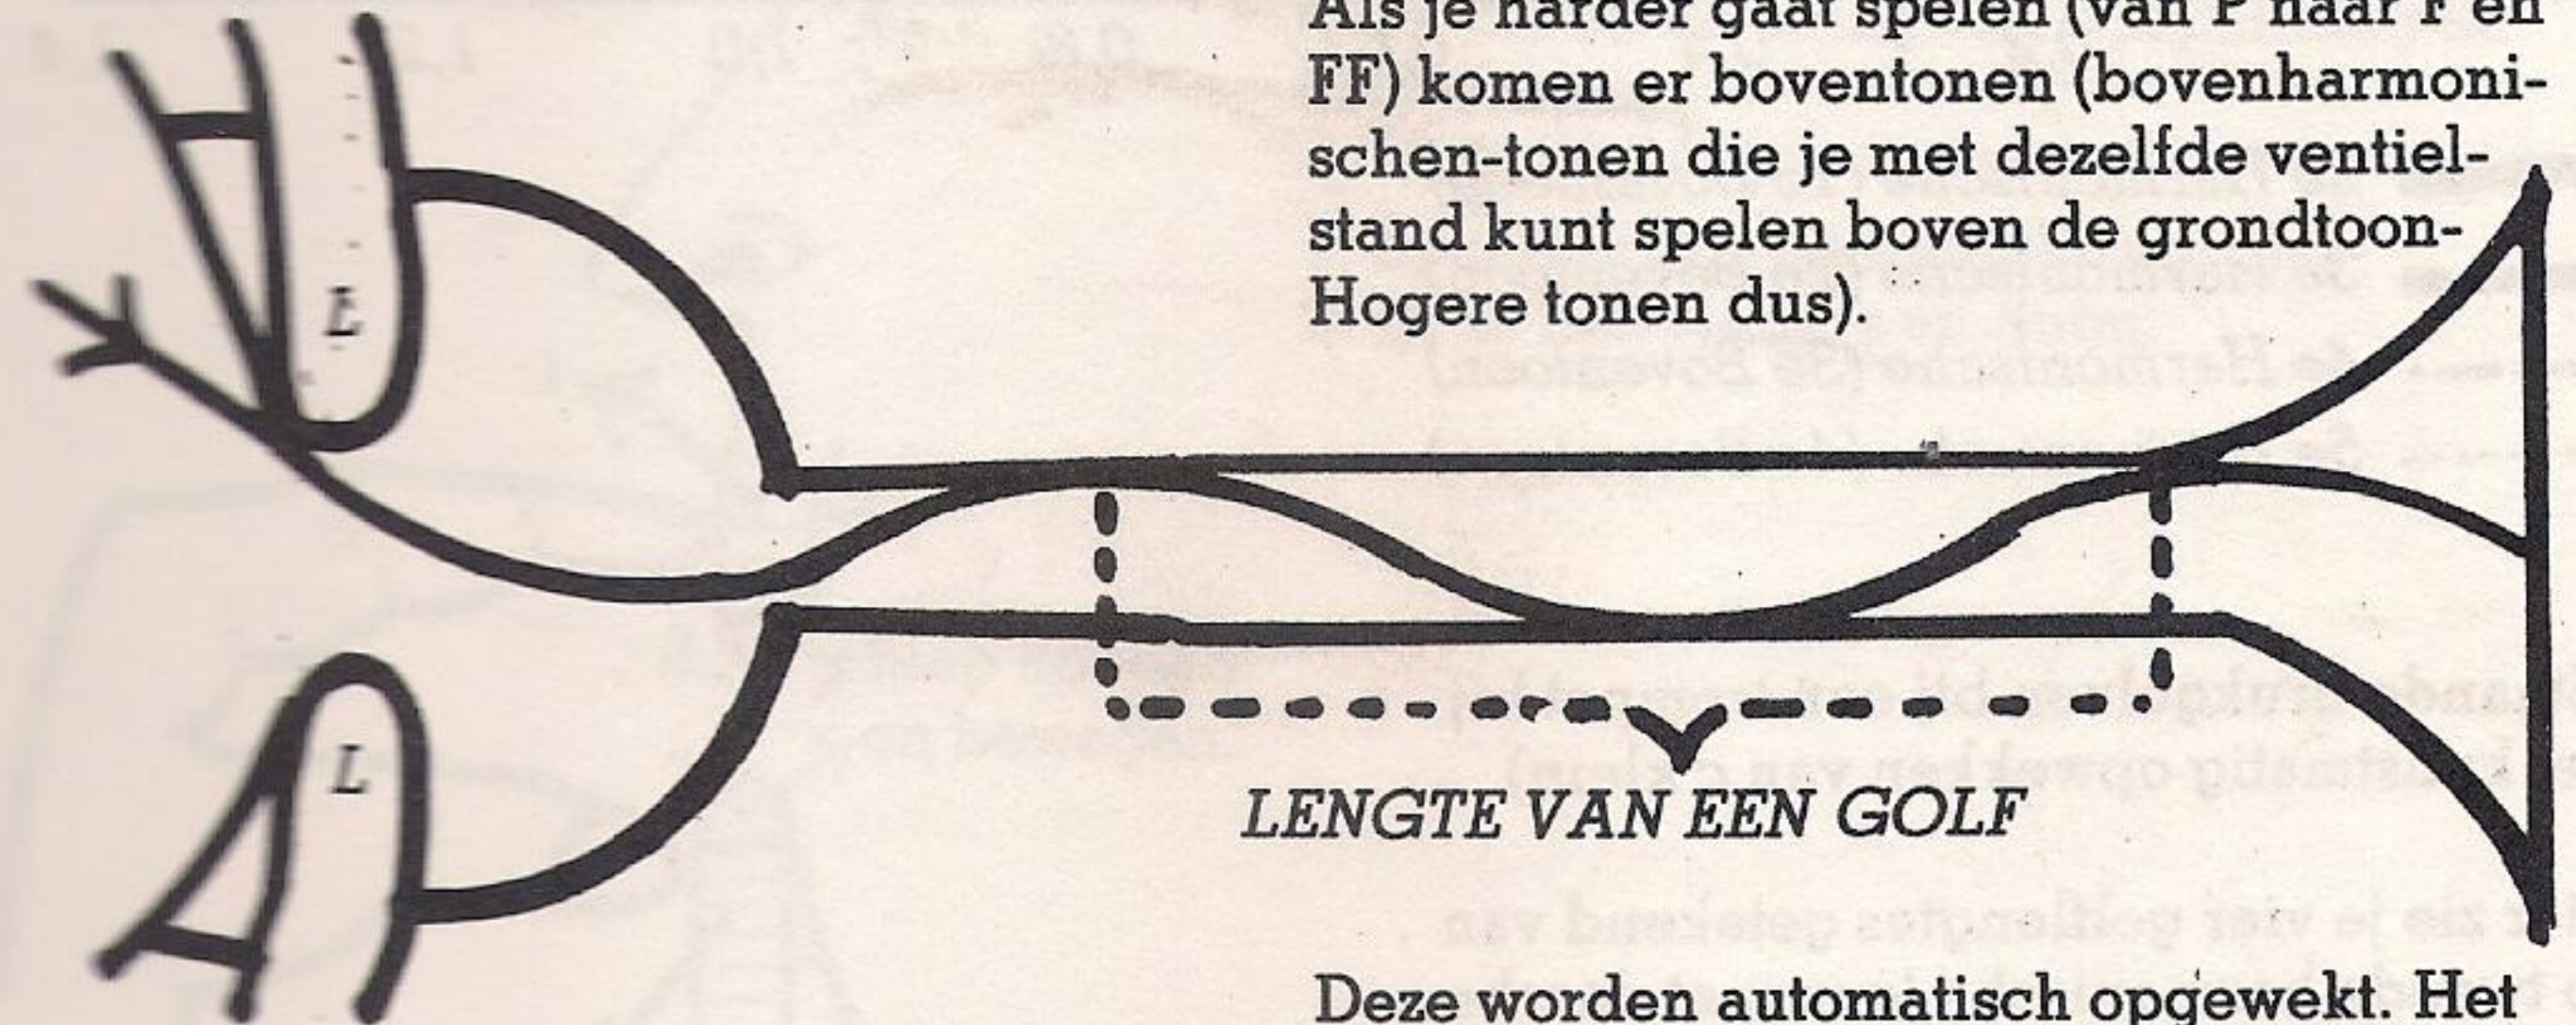 Als je harder gaat spelen (van P naar F en
FF) komen er boventonen (bovenharmoni-
schen-tonen die je met dezelfde ventiel-
stand kunt spelen boven de grondtoon-
Hogere tonen dus).
L
L
LENGTE VAN EEN GOLF
Deze worden automatisch opgewekt. Het